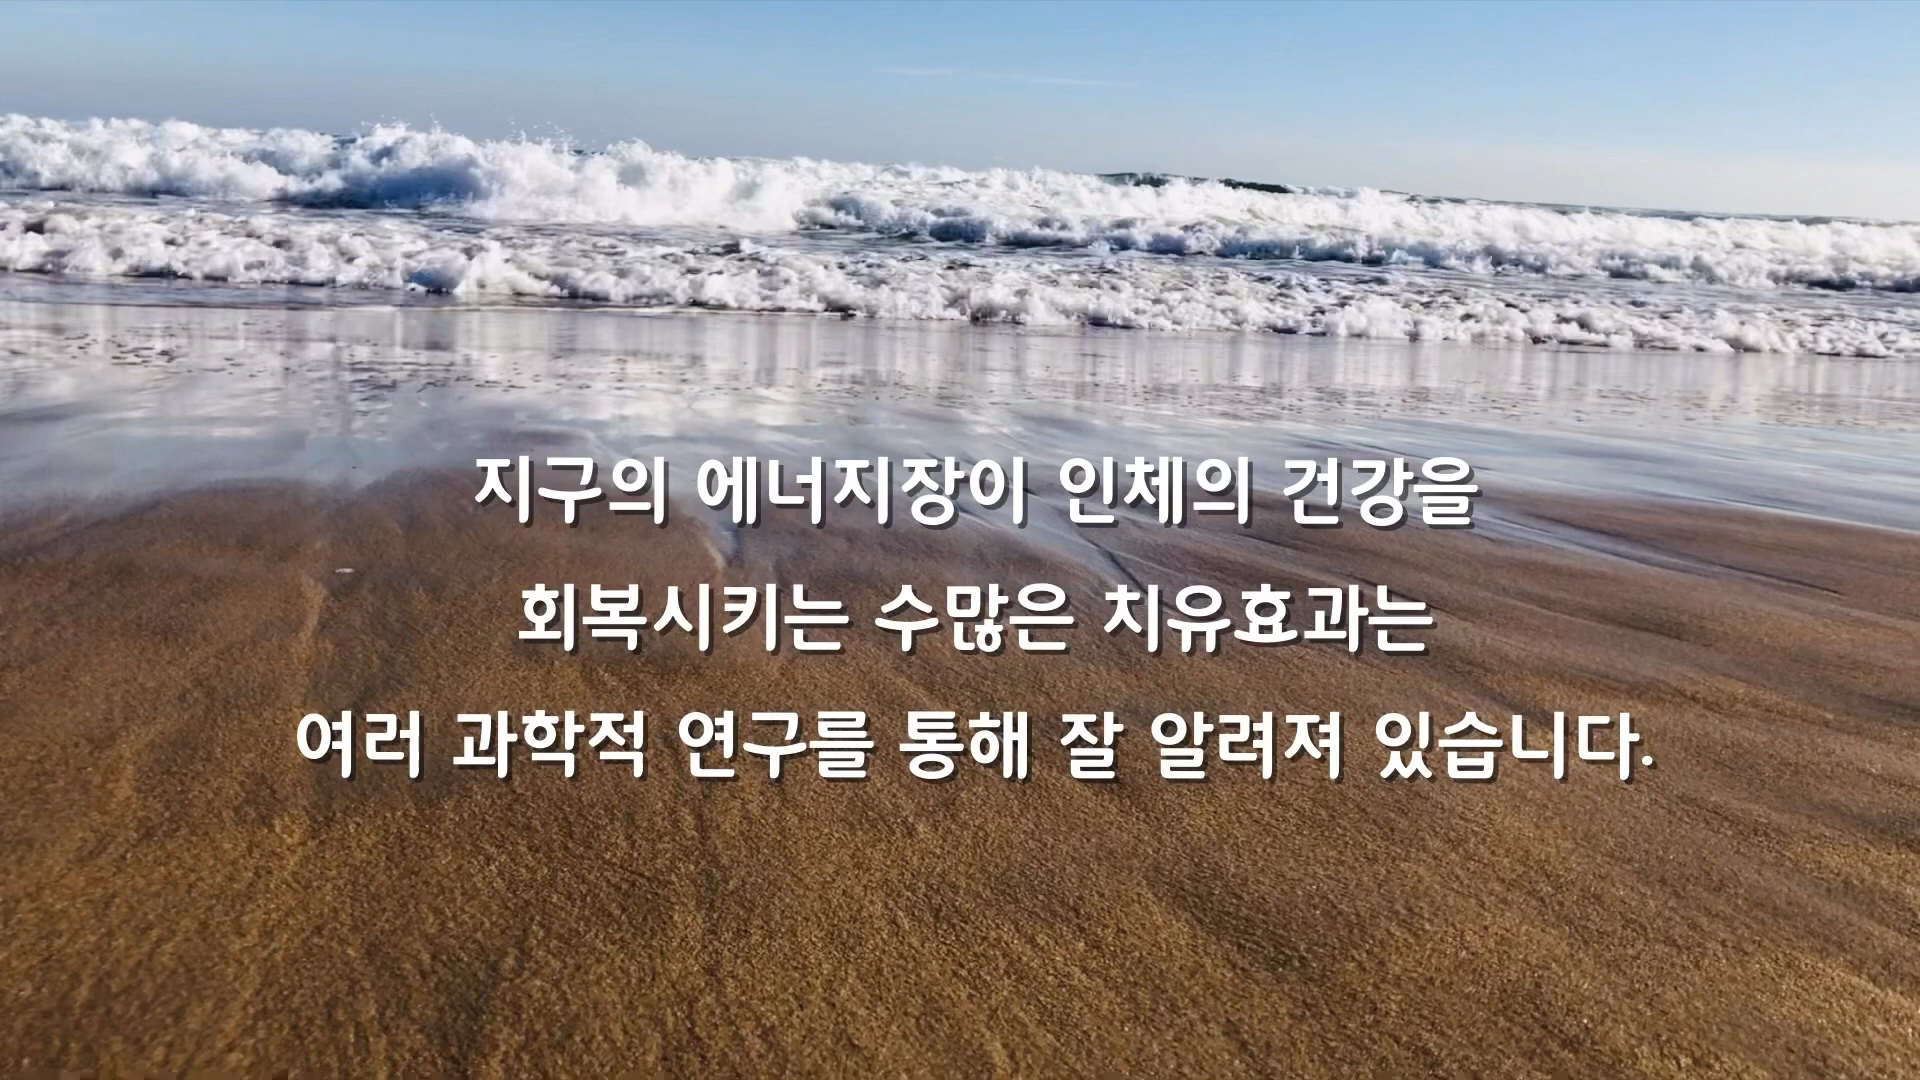 지구의 에너지장이 인체의 건강을
회복시키는 수많은 치유효과는
여러 과학적 연구를 통해 잘 알려져 있습니다.